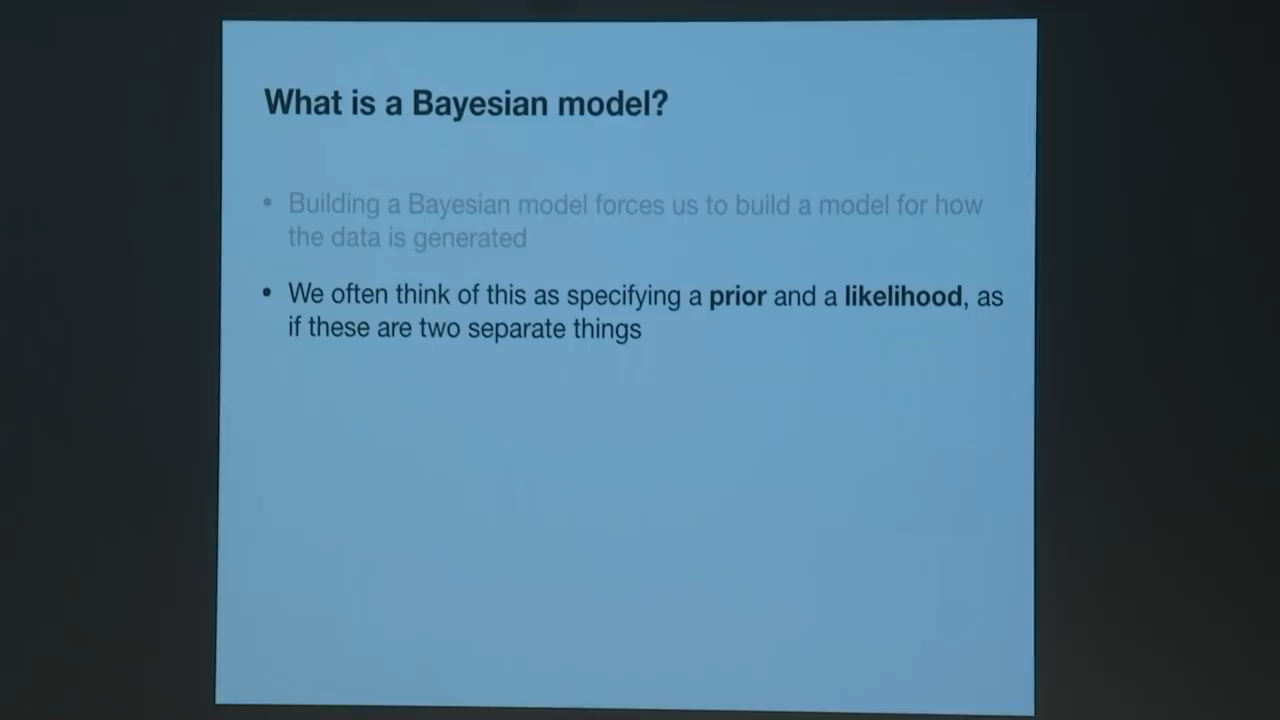 What is a Bayesian model?
• Building a Bayesian model forces us to build a model for how
the data is generated
• We often think of this as specifying a prior and a likelihood, as
if these are two separate things